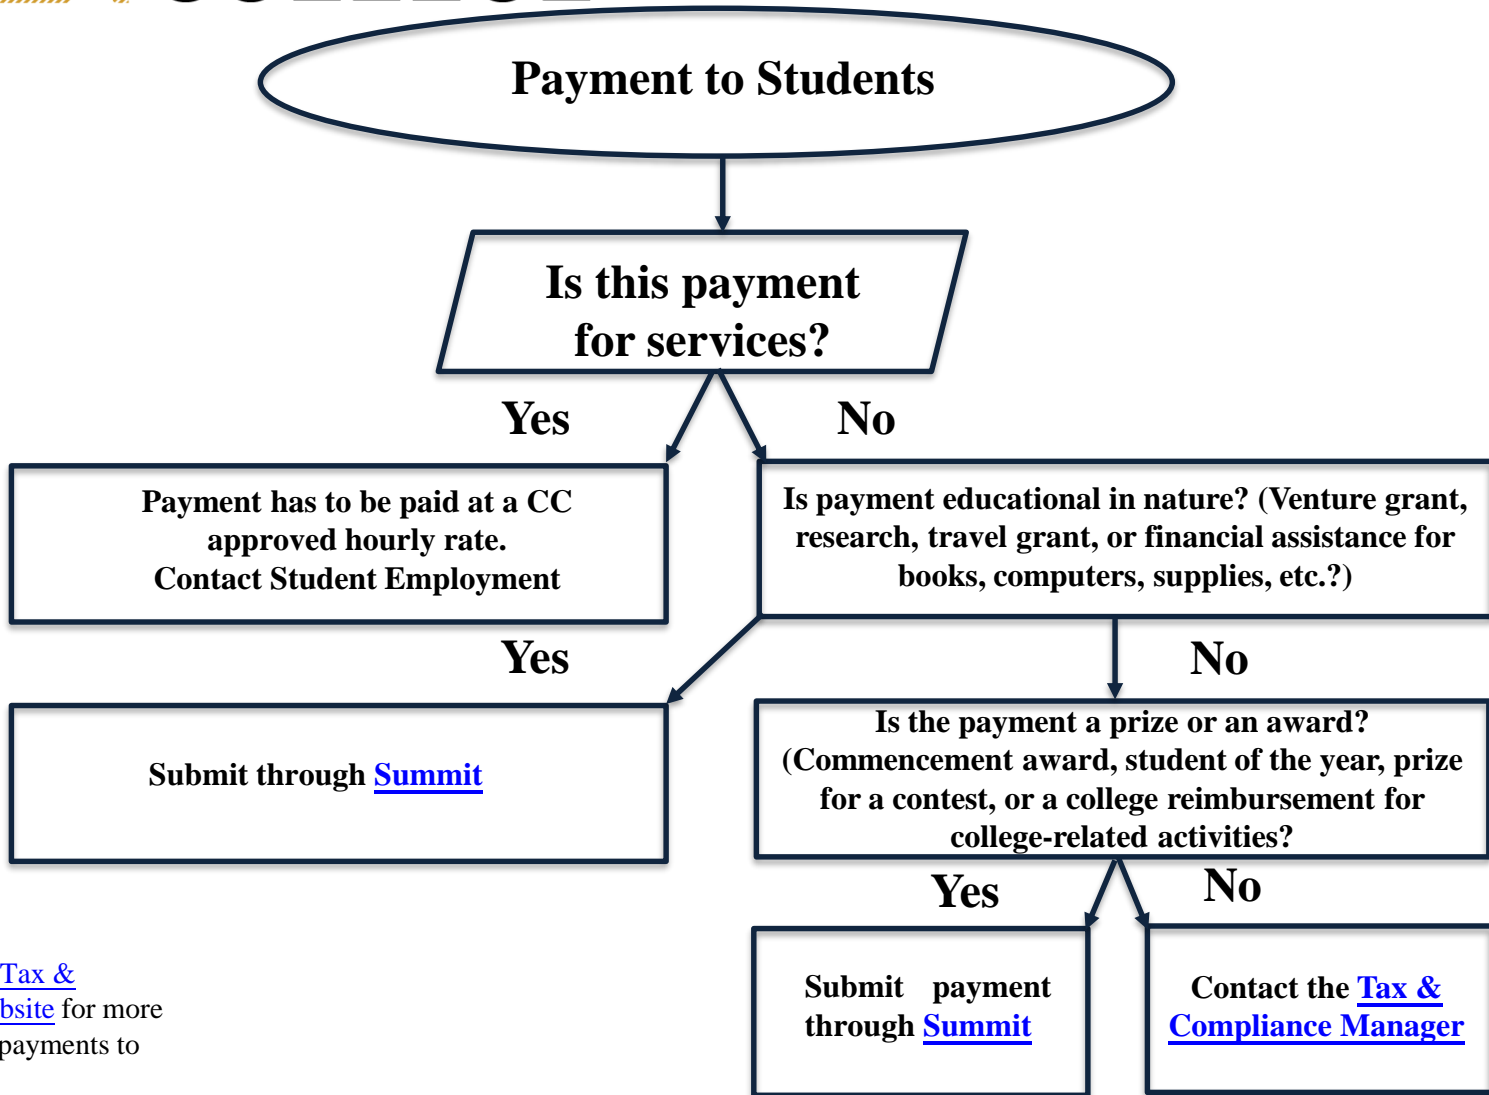 Payment to Students
Is this payment
for services?
Yes
No
Payment has to be paid at a CC
approved hourly rate.
Contact Student Employment
Is payment educational in nature? (Venture grant,
research, travel grant, or financial assistance for
books, computers, supplies, etc.?)
Yes
No
Submit through Summit
Is the payment a prize or an award?
(Commencement award, student of the year, prize
for a contest, or a college reimbursement for
college-related activities?
Yes
No
Submit payment
through Summit
Contact the Tax &
Compliance Manager
Tax &
bsite for more
payments to